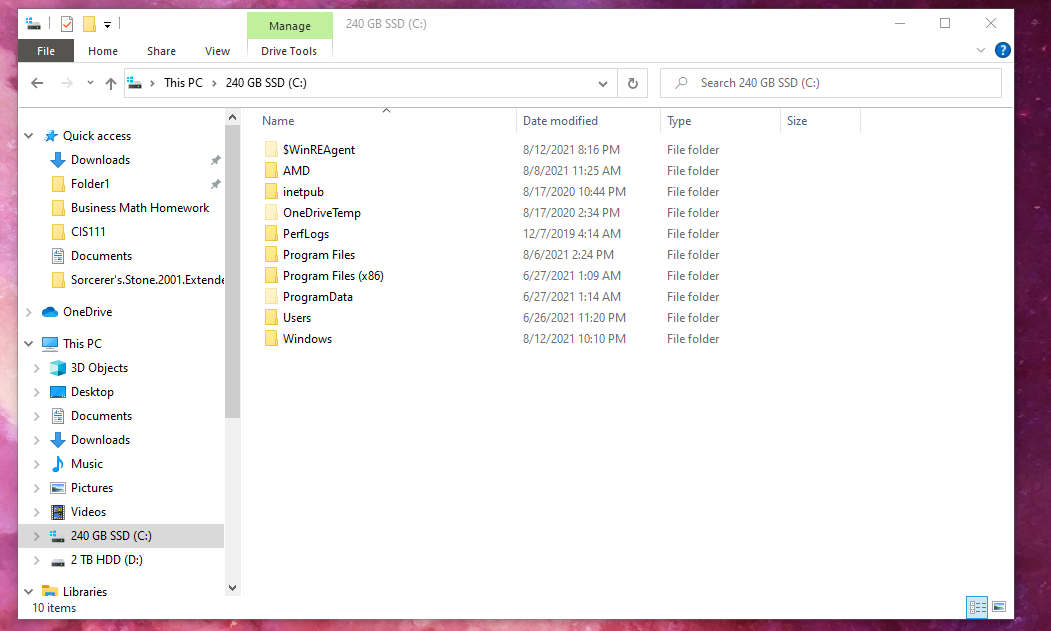 Manage 240 GB SSD (C:)
File Home Share View Drive Tools ?
This PC 240 GB SSD (C:) Search 240 GB SSD (C:)
Quick access
Downloads
Folder1
Business Math Homework
CIS111
Documents
Sorcerer's.Stone.2001.Extende
OneDrive
This PC
3D Objects
Desktop
Documents
Downloads
Music
Pictures
Videos
240 GB SSD (C:)
2 TB HDD (D:)
Libraries
Name Date modified Type Size
$WinREAgent 8/12/2021 8:16 PM File folder
AMD 8/8/2021 11:25 AM File folder
inetpub 8/17/2020 10:44 PM File folder
OneDriveTemp 8/17/2020 2:34 PM File folder
PerfLogs 12/7/2019 4:14 AM File folder
Program Files 8/6/2021 2:24 PM File folder
Program Files (x86) 6/27/2021 1:09 AM File folder
ProgramData 6/27/2021 1:14 AM File folder
Users 6/26/2021 11:20 PM File folder
Windows 8/12/2021 10:10 PM File folder
10 items